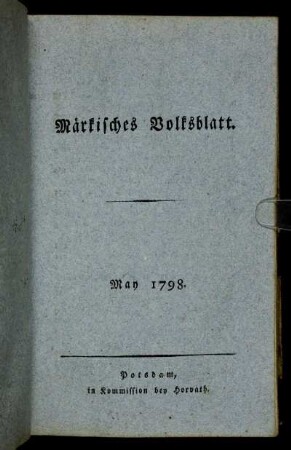 Märkisches Volksblatt.
May 1798.
Potsdam,
in Kommission bey Horvath.